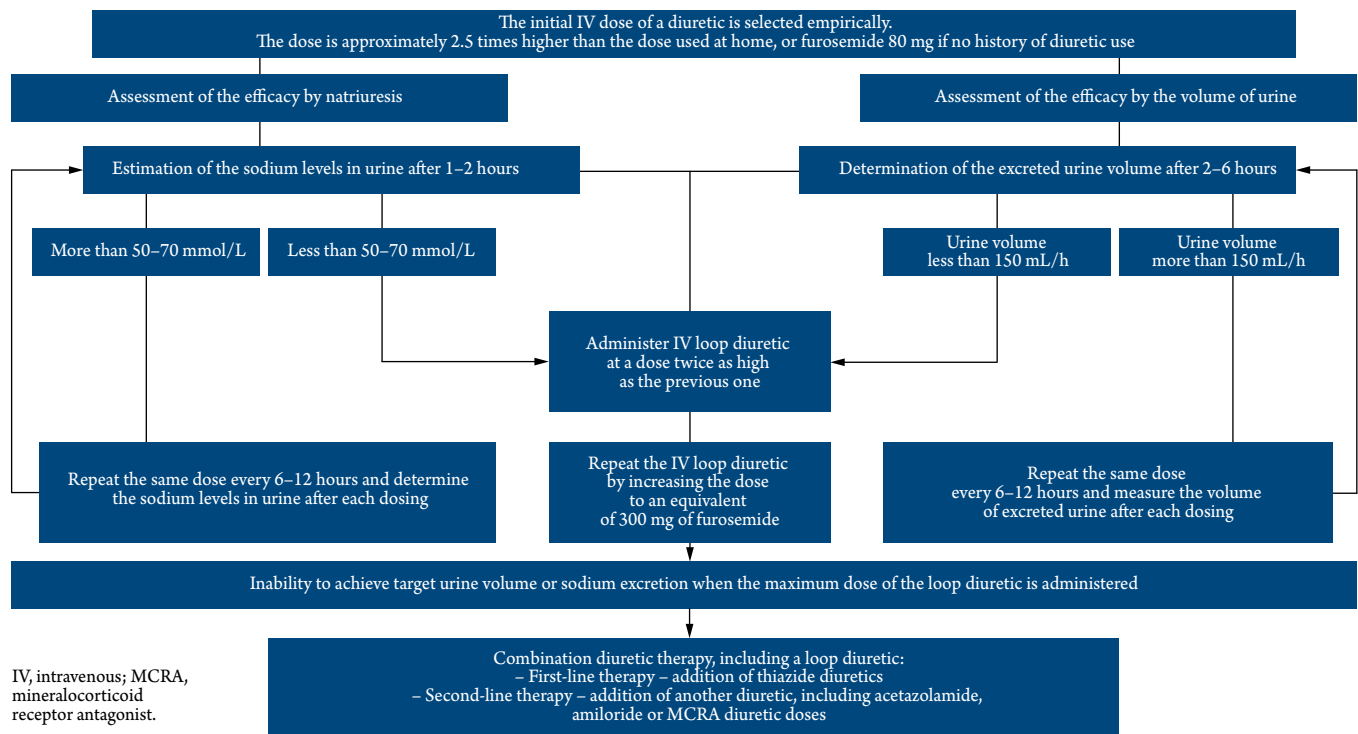 The initial IV dose of a diuretic is selected empirically.
The dose is approximately 2.5 times higher than the dose used at home, or furosemide 80 mg if no history of diuretic use
Assessment of the efficacy by natriuresis
Assessment of the efficacy by the volume of urine
Estimation of the sodium levels in urine after 1–2 hours
Determination of the excreted urine volume after 2–6 hours
More than 50–70 mmol/L
Less than 50–70 mmol/L
Urine volume
less than 150 mL/h
Urine volume
more than 150 mL/h
Administer IV loop diuretic
at a dose twice as high
as the previous one
Repeat the same dose every 6–12 hours and determine
the sodium levels in urine after each dosing
Repeat the IV loop diuretic
by increasing the dose
to an equivalent
of 300 mg of furosemide
Repeat the same dose
every 6–12 hours and measure the volume
of excreted urine after each dosing
Inability to achieve target urine volume or sodium excretion when the maximum dose of the loop diuretic is administered
Combination diuretic therapy, including a loop diuretic:
– First-line therapy – addition of thiazide diuretics
– Second-line therapy – addition of another diuretic, including acetazolamide,
amiloride or MCRA diuretic doses
IV, intravenous; MCRA,
mineralocorticoid
receptor antagonist.